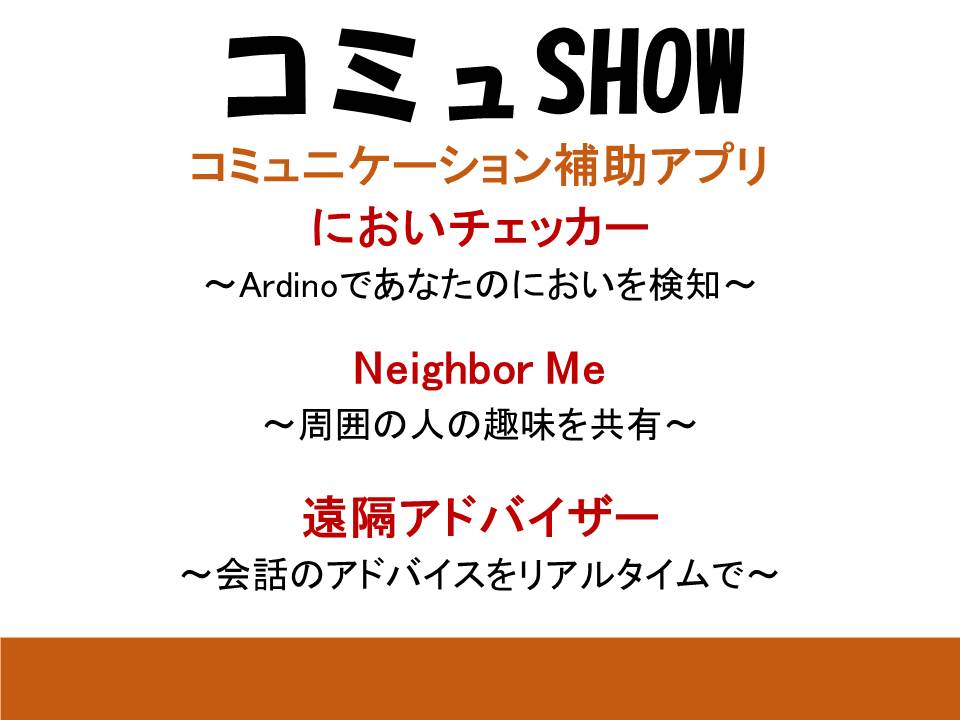 コミュSHOW
コミュニケーション補助アプリ
においチェッカー
～Ardinoであなたのにおいを検知～
Neighbor Me
～周囲の人の趣味を共有～
遠隔アドバイザー
～会話のアドバイスをリアルタイムで～